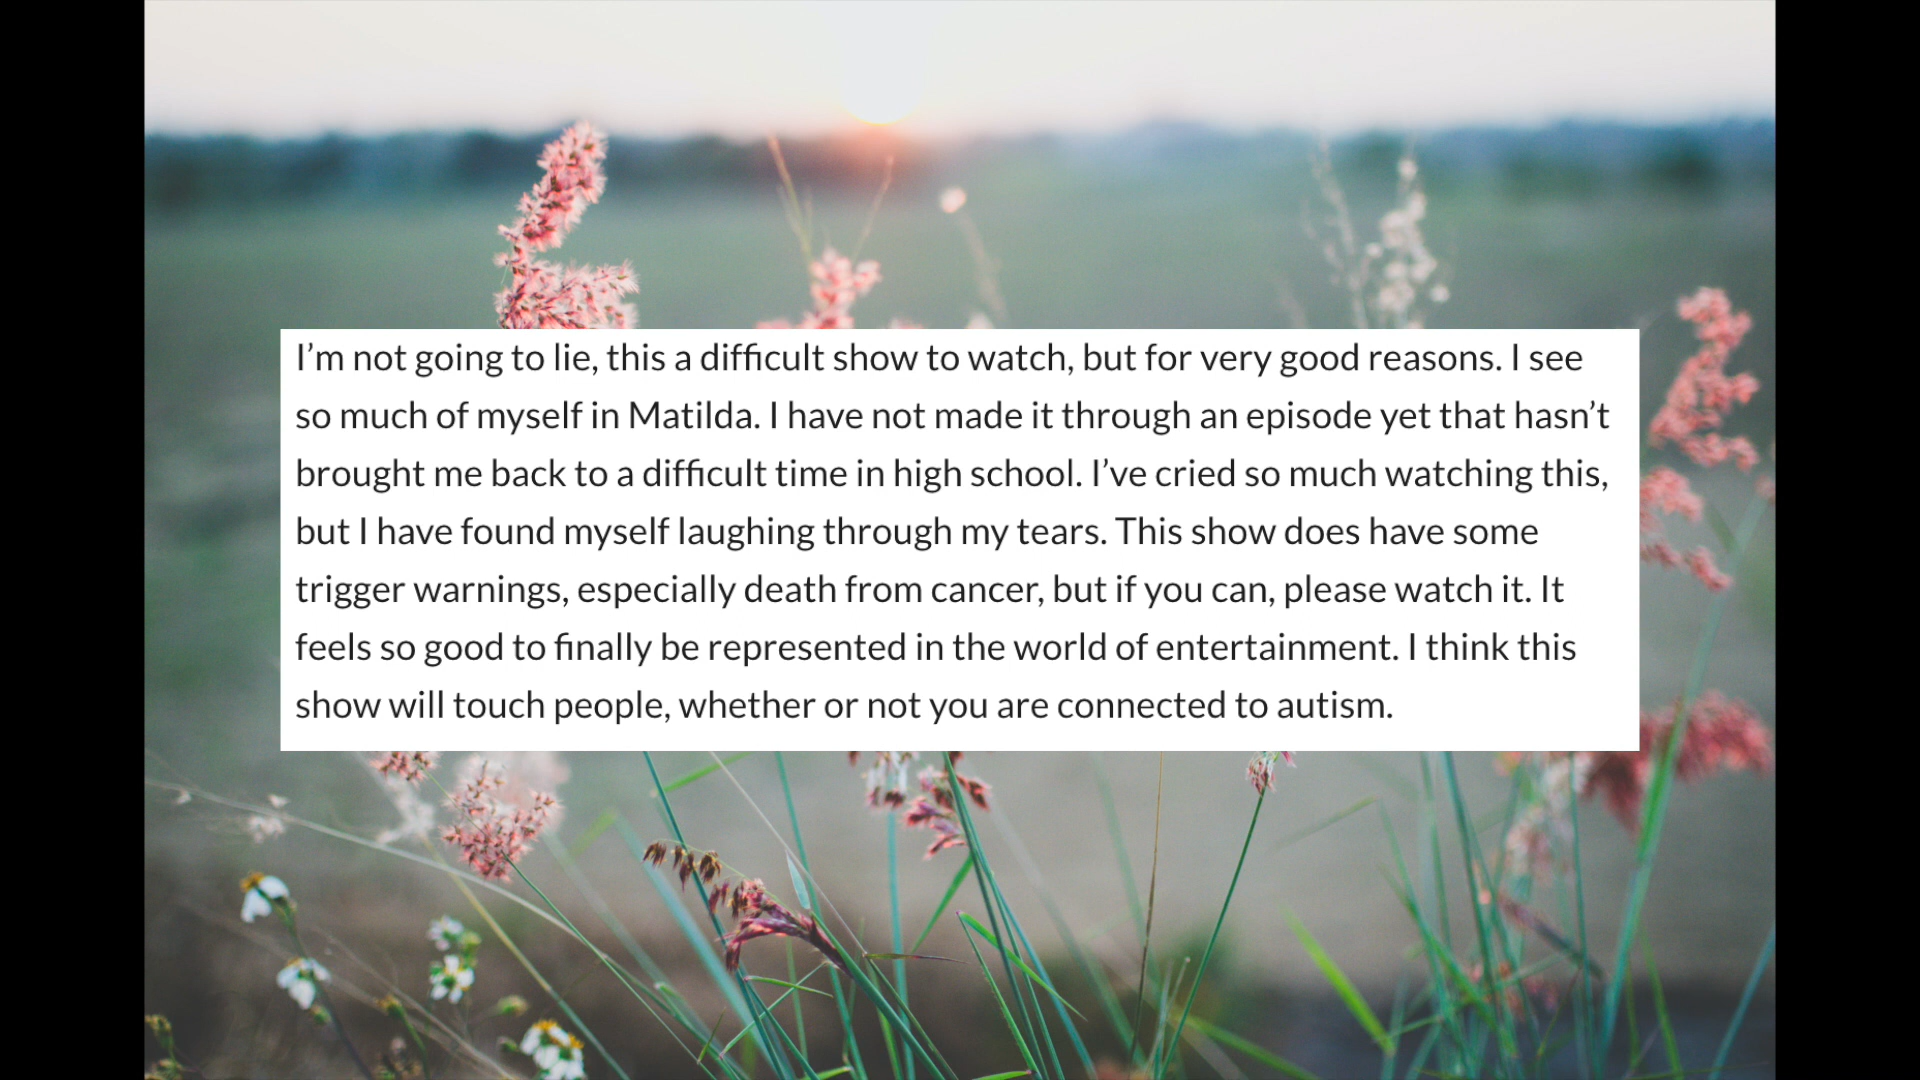 I’m not going to lie, this a difficult show to watch, but for very good reasons. I see
so much of myself in Matilda. I have not made it through an episode yet that hasn’t
brought me back to a difficult time in high school. I’ve cried so much watching this,
but I have found myself laughing through my tears. This show does have some
trigger warnings, especially death from cancer, but if you can, please watch it. It
feels so good to finally be represented in the world of entertainment. I think this
show will touch people, whether or not you are connected to autism.